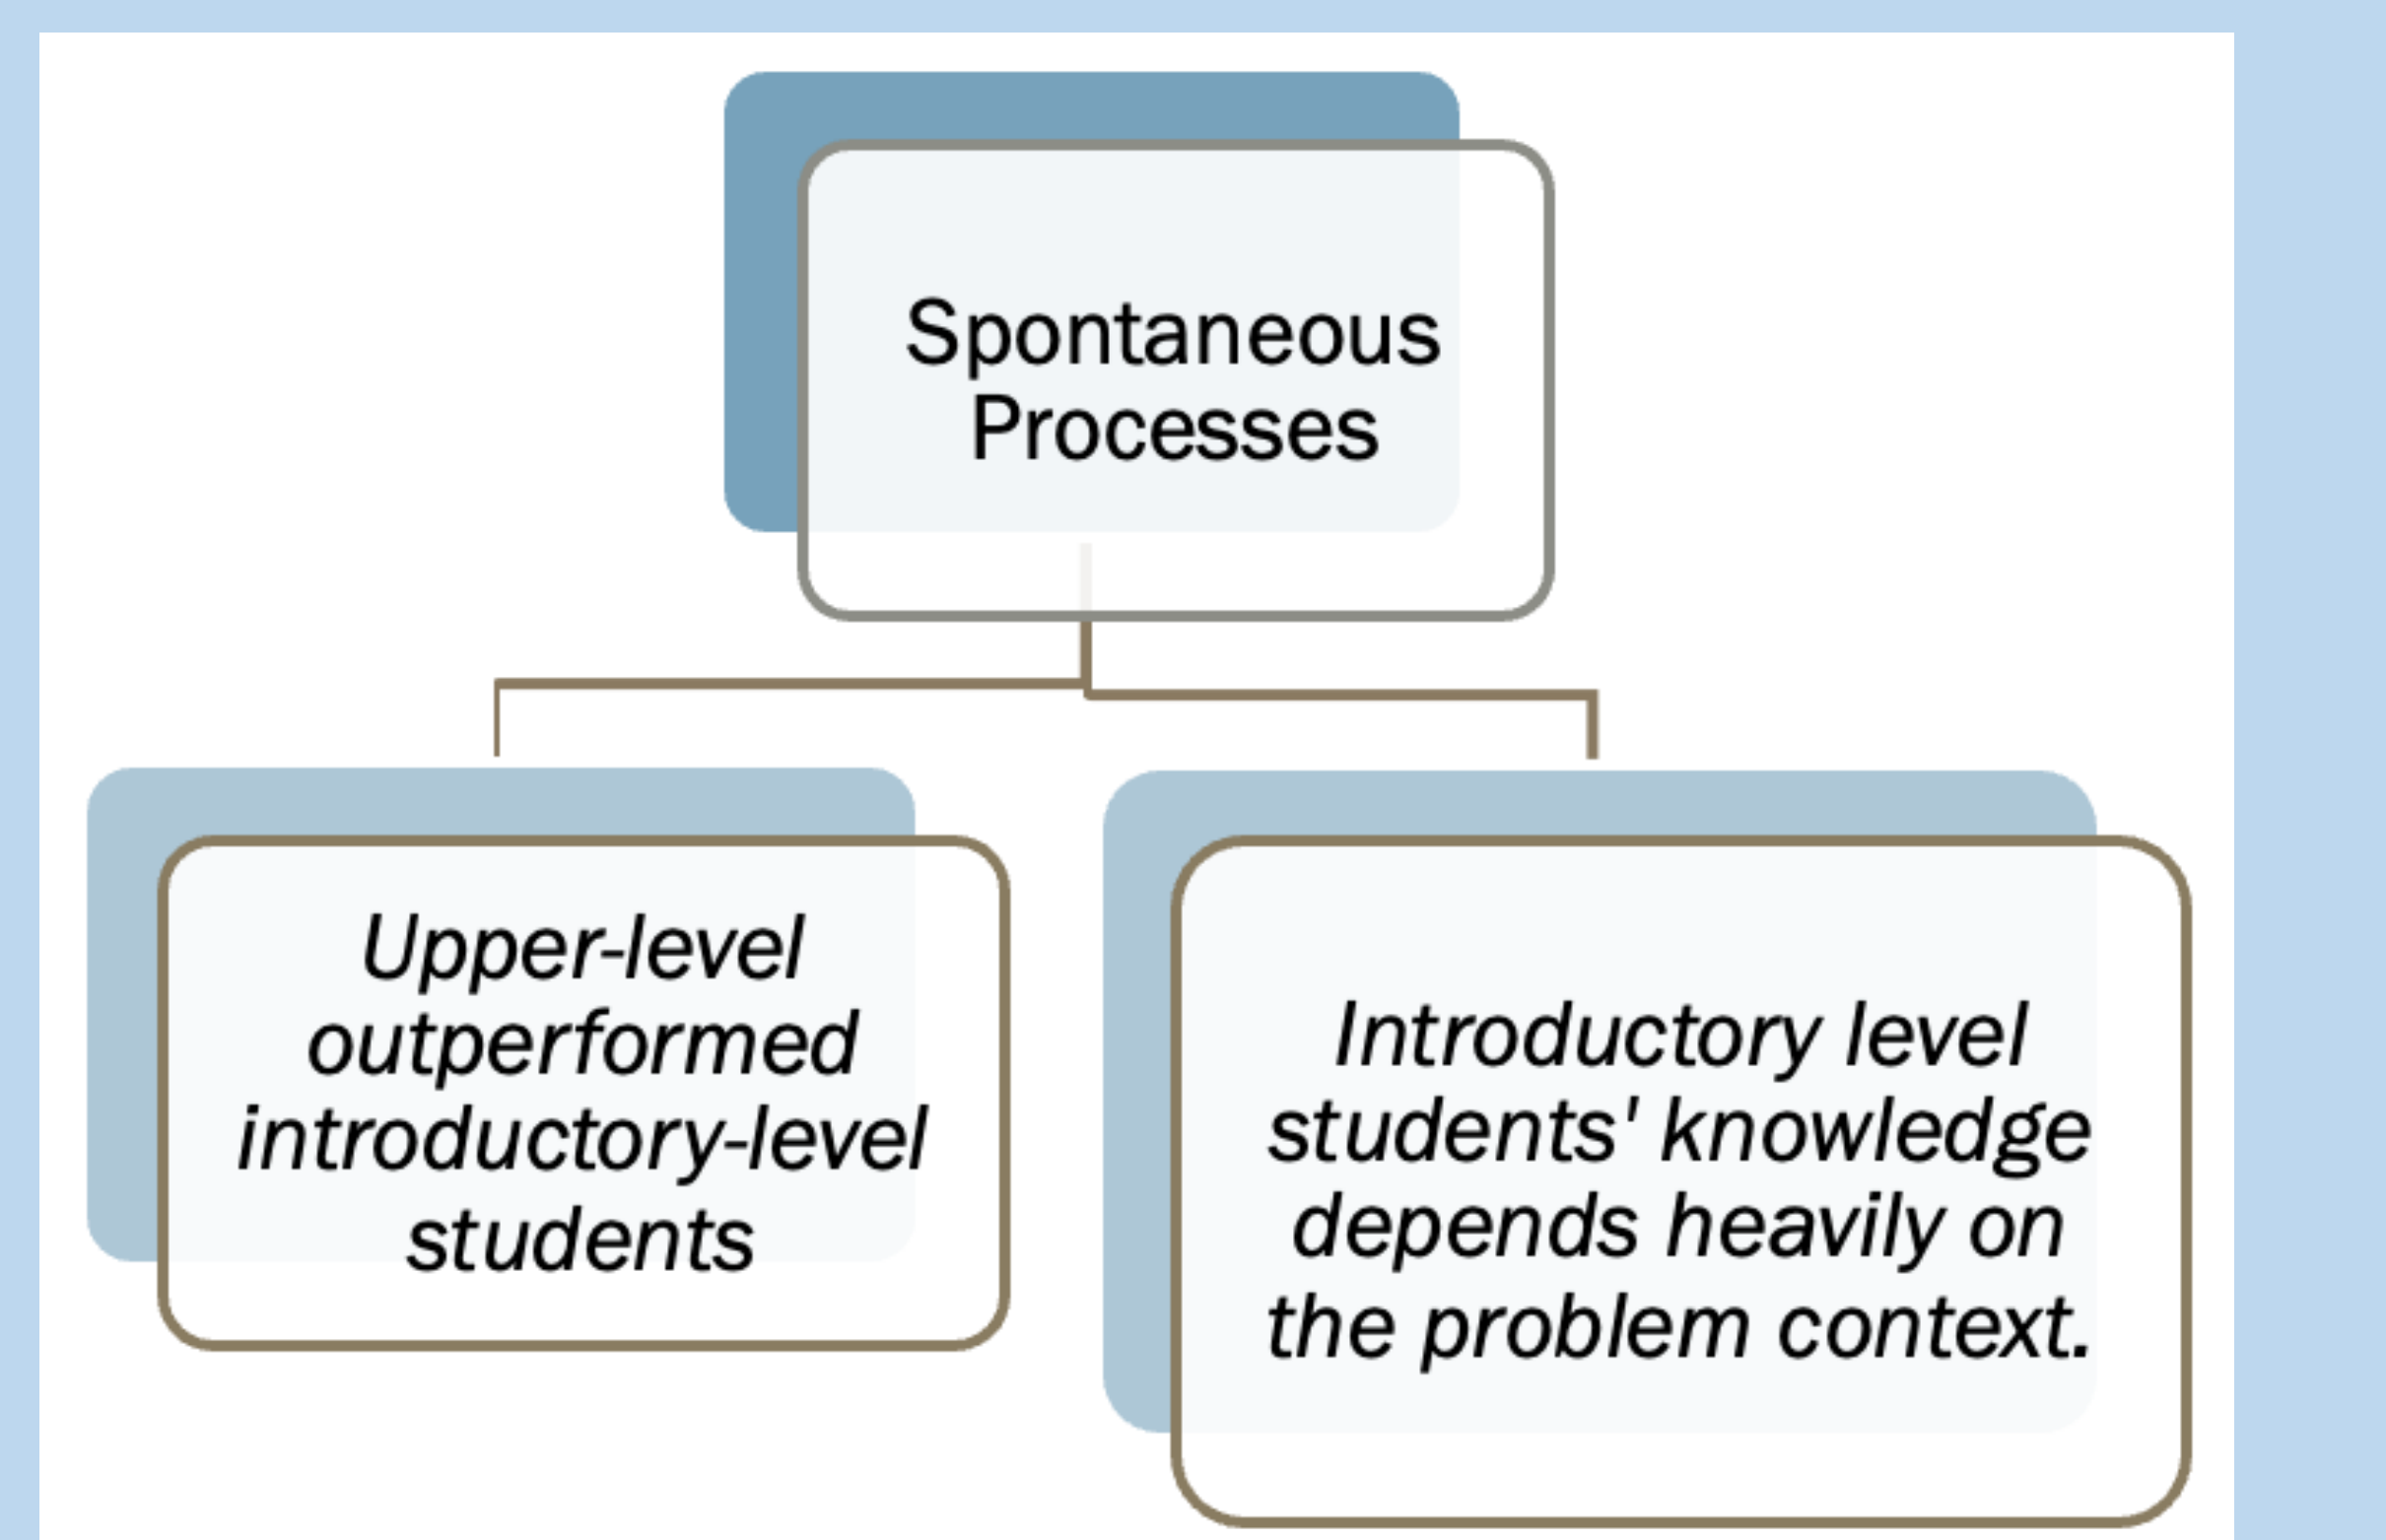 Spontaneous
Processes
Upper-level
outperformed
introductory-level
students
Introductory level
students' knowledge
depends heavily on
the problem context.